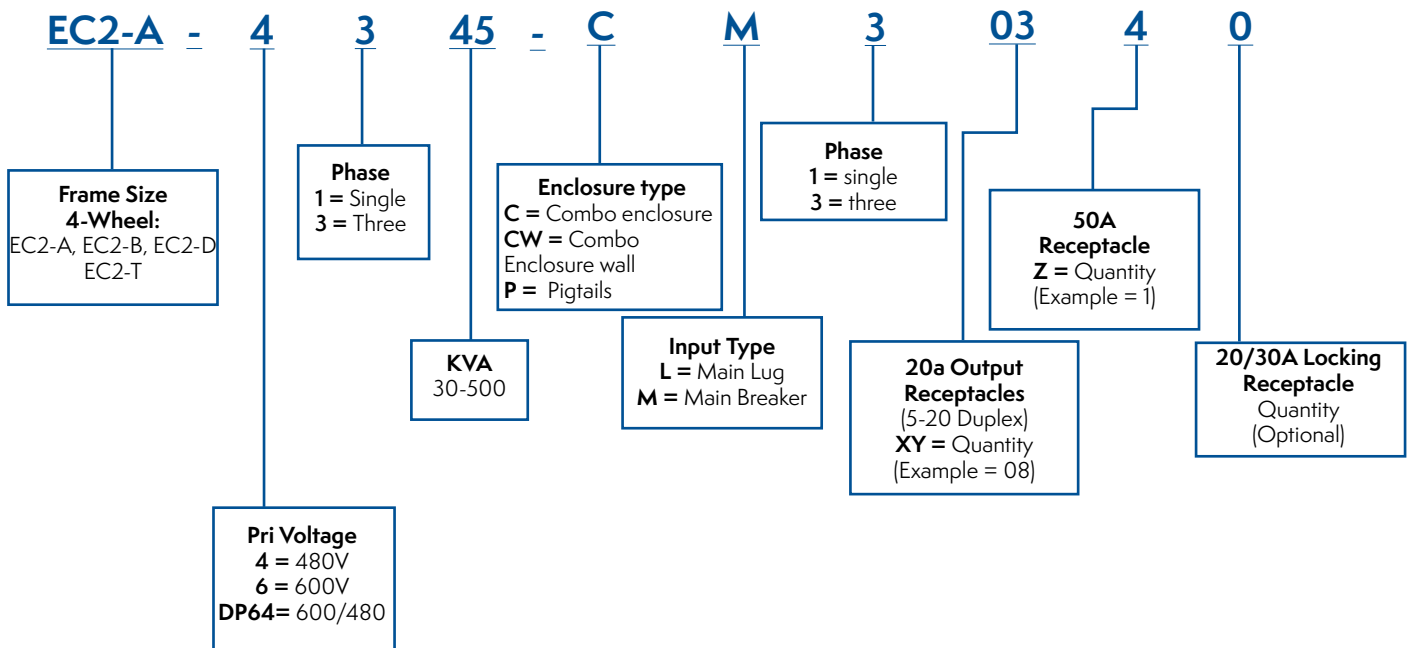 EC2-A - 4 3 45 - C M 3 03 4 0
Frame Size
4-Wheel:
EC2-A, EC2-B, EC2-D
EC2-T
Pri Voltage
4 = 480V
6 = 600V
DP64= 600/480
Phase
1 = Single
3 = Three
KVA
30-500
Enclosure type
C = Combo enclosure
CW = Combo
Enclosure wall
P = Pigtails
Input Type
L = Main Lug
M = Main Breaker
Phase
1 = single
3 = three
20a Output
Receptacles
(5-20 Duplex)
XY = Quantity
(Example = 08)
50A
Receptacle
Z = Quantity
(Example = 1)
20/30A Locking
Receptacle
Quantity
(Optional)